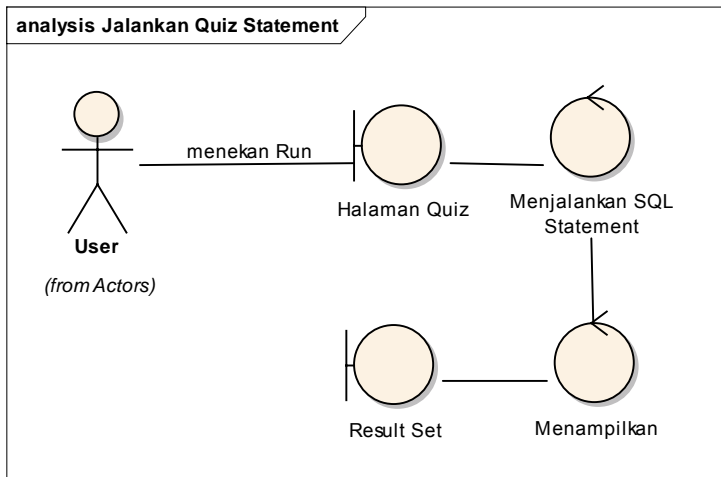 analysis Jalankan Quiz Statement
menekan Run
User
(from Actors)
Halaman Quiz
Menjalankan SQL
Statement
Result Set
Menampilkan